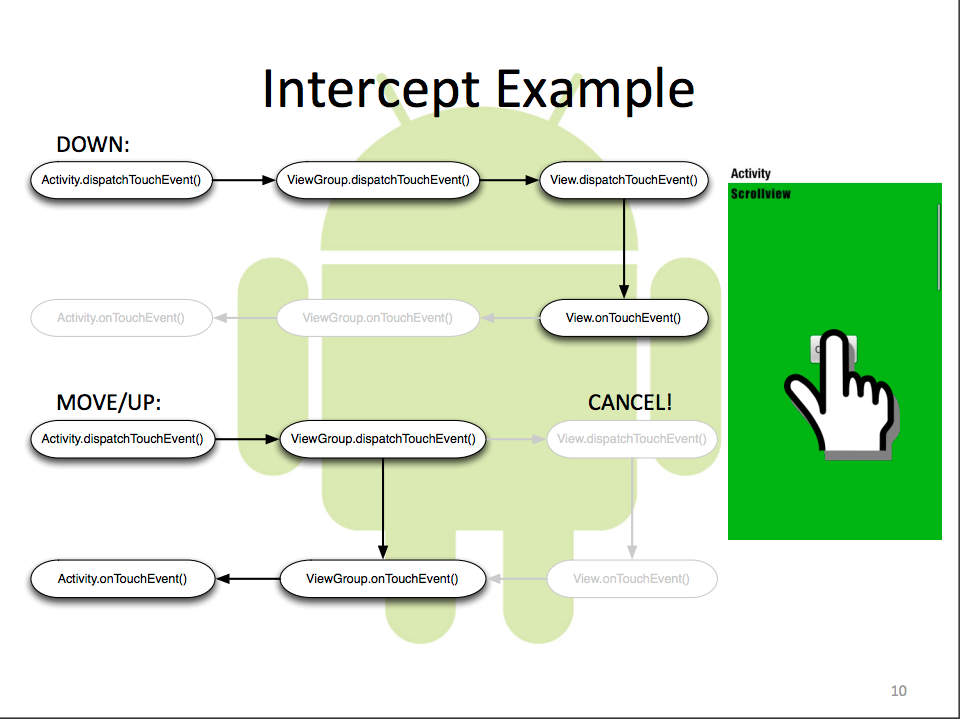 Intercept Example
DOWN:
Activity.dispatchTouchEvent()
ViewGroup.dispatchTouchEvent()
View.dispatchTouchEvent()
Activity
Scrollview
Activity.onTouchEvent()
ViewGroup.onTouchEvent()
View.onTouchEvent()
MOVE/UP:
CANCEL!
Activity.dispatchTouchEvent()
ViewGroup.dispatchTouchEvent()
View.dispatchTouchEvent()
Activity.onTouchEvent()
ViewGroup.onTouchEvent()
View.onTouchEvent()
10